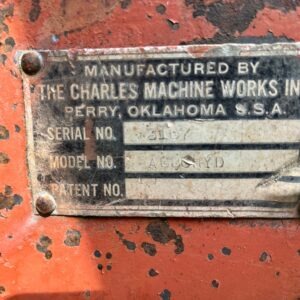 MANUFACTURED BY
THE CHARLES MACHINE WORKS IN
PERRY, OKLAHOMA S.S.A.
SERIAL NO.
MODEL NO.
PATENT NO.